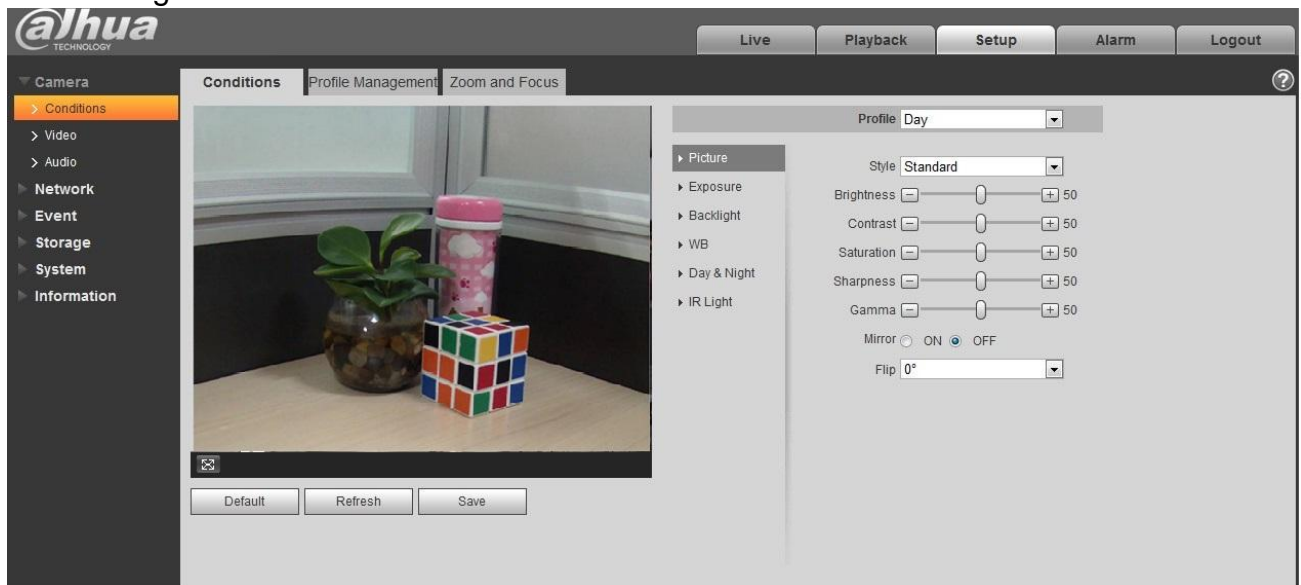 alhua
TECHNOLOGY
Live
Playback
Setup
Alarm
Logout
Camera
Conditions
Video
Audio
Network
Event
Storage
System
Information
Conditions
Profile Management
Zoom and Focus
?
Default
Refresh
Save
Profile Day
Picture
Exposure
Backlight
WB
Day & Night
IR Light
Style Standard
Brightness - + 50
Contrast - + 50
Saturation - + 50
Sharpness - + 50
Gamma - + 50
Mirror ON OFF
Flip 0°